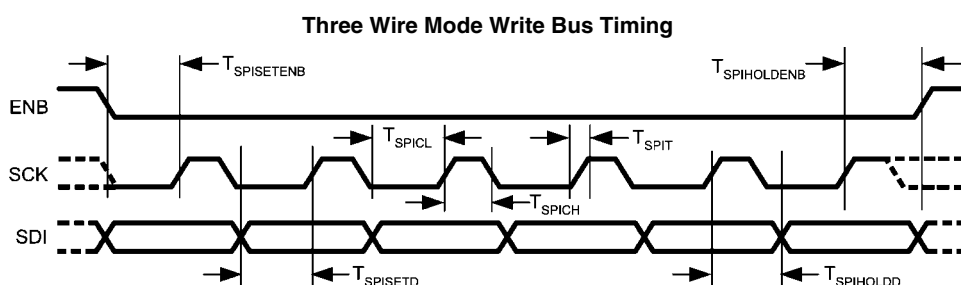 Three Wire Mode Write Bus Timing
TSPISETENB
TSPIHOLDENB
ENB
TSPICL
TSPIT
SCK
TSPICH
SDI
TSPISETD
TSPIHOLDD